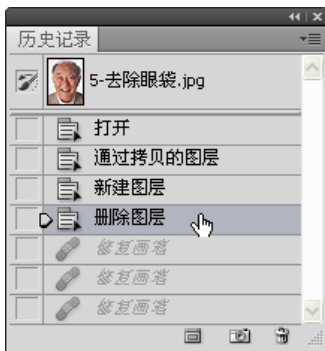 历史记录
5-去除眼袋.jpg
打开
通过拷贝的图层
新建图层
删除图层
修复画笔
修复画笔
修复画笔